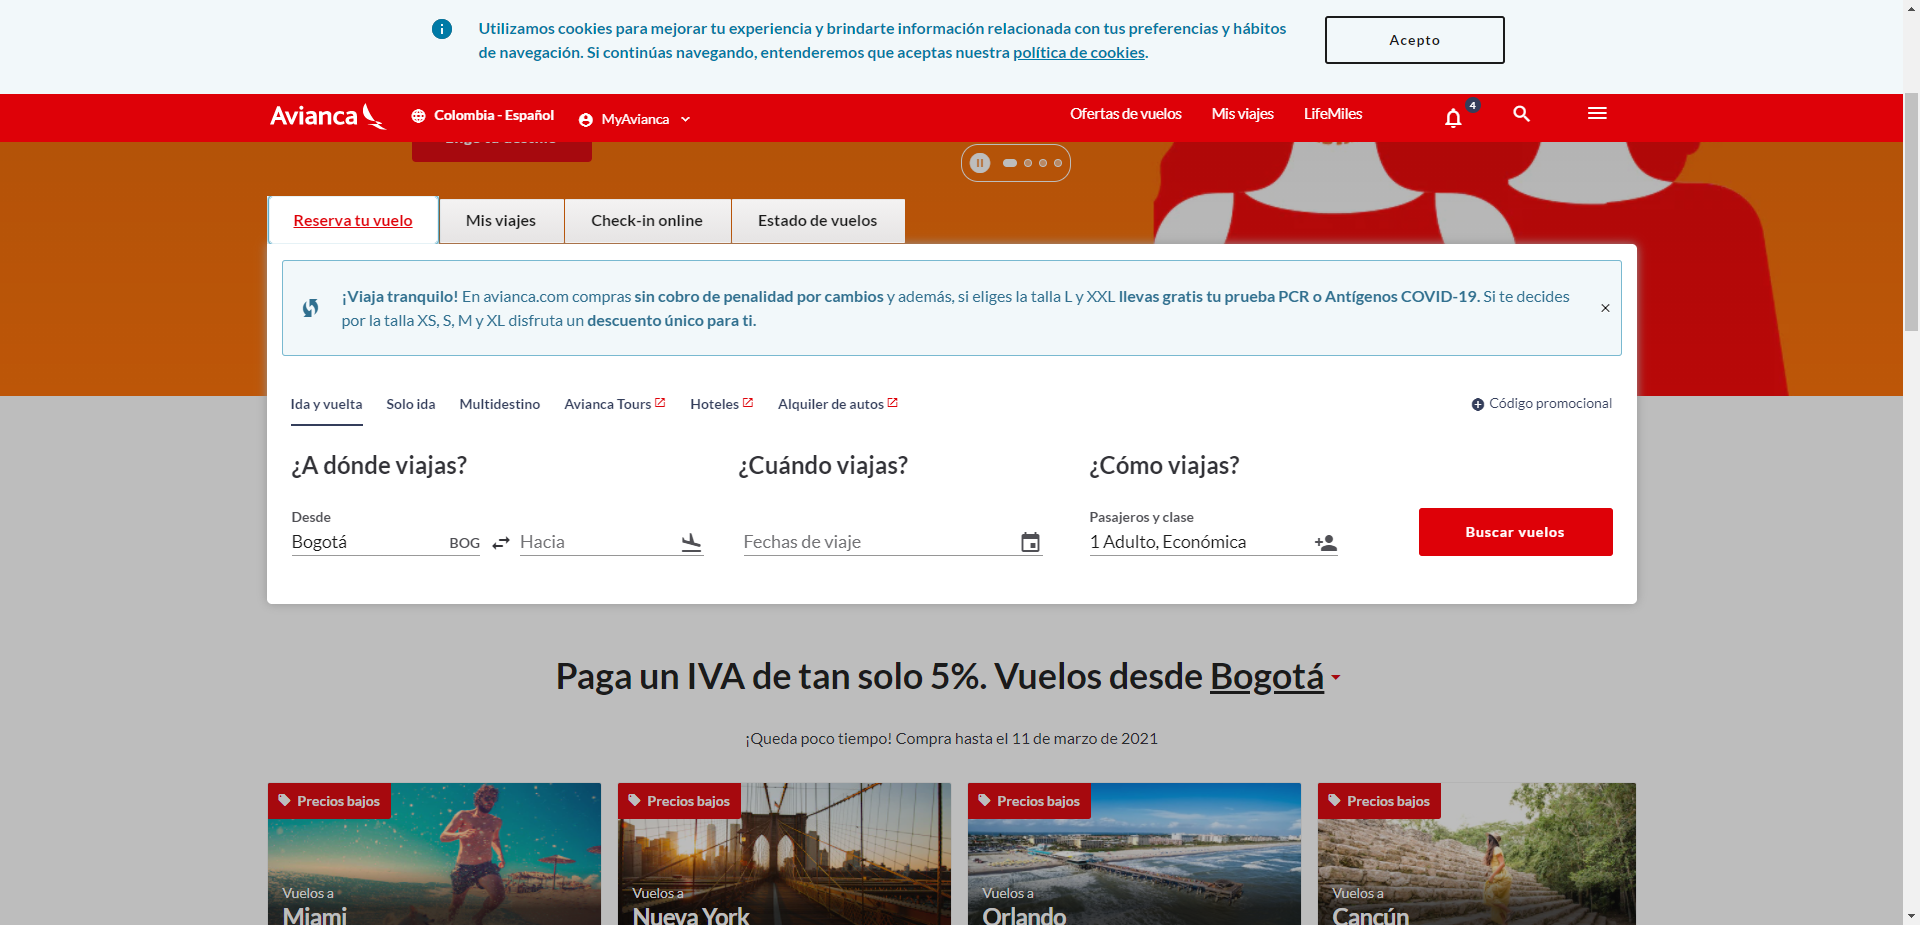 Utilizamos cookies para mejorar tu experiencia y brindarte información relacionada con tus preferencias y hábitos
de navegación. Si continúas navegando, entenderemos que aceptas nuestra política de cookies.
Acepto
Avianca
Colombia - Español
MyAvianca
Ofertas de vuelos
Mis viajes
LifeMiles
4
Reserva tu vuelo
Mis viajes
Check-in online
Estado de vuelos
¡Viaja tranquilo! En avianca.com compras sin cobro de penalidad por cambios y además, si eliges la talla L y XXL llevas gratis tu prueba PCR o Antígenos COVID-19. Si te decides
por la talla XS, S, M y XL disfruta un descuento único para ti.
Ida y vuelta
Solo ida
Multidestino
Avianca Tours
Hoteles
Alquiler de autos
Código promocional
¿A dónde viajas?
¿Cuándo viajas?
¿Cómo viajas?
Desde
Pasajeros y clase
Bogotá
BOG
Hacia
Fechas de viaje
1 Adulto, Económica
Buscar vuelos
Paga un IVA de tan solo 5%. Vuelos desde Bogotá
¡Queda poco tiempo! Compra hasta el 11 de marzo de 2021
Precios bajos
Vuelos a
Miami
Precios bajos
Vuelos a
Nueva York
Precios bajos
Vuelos a
Orlando
Precios bajos
Vuelos a
Cancún